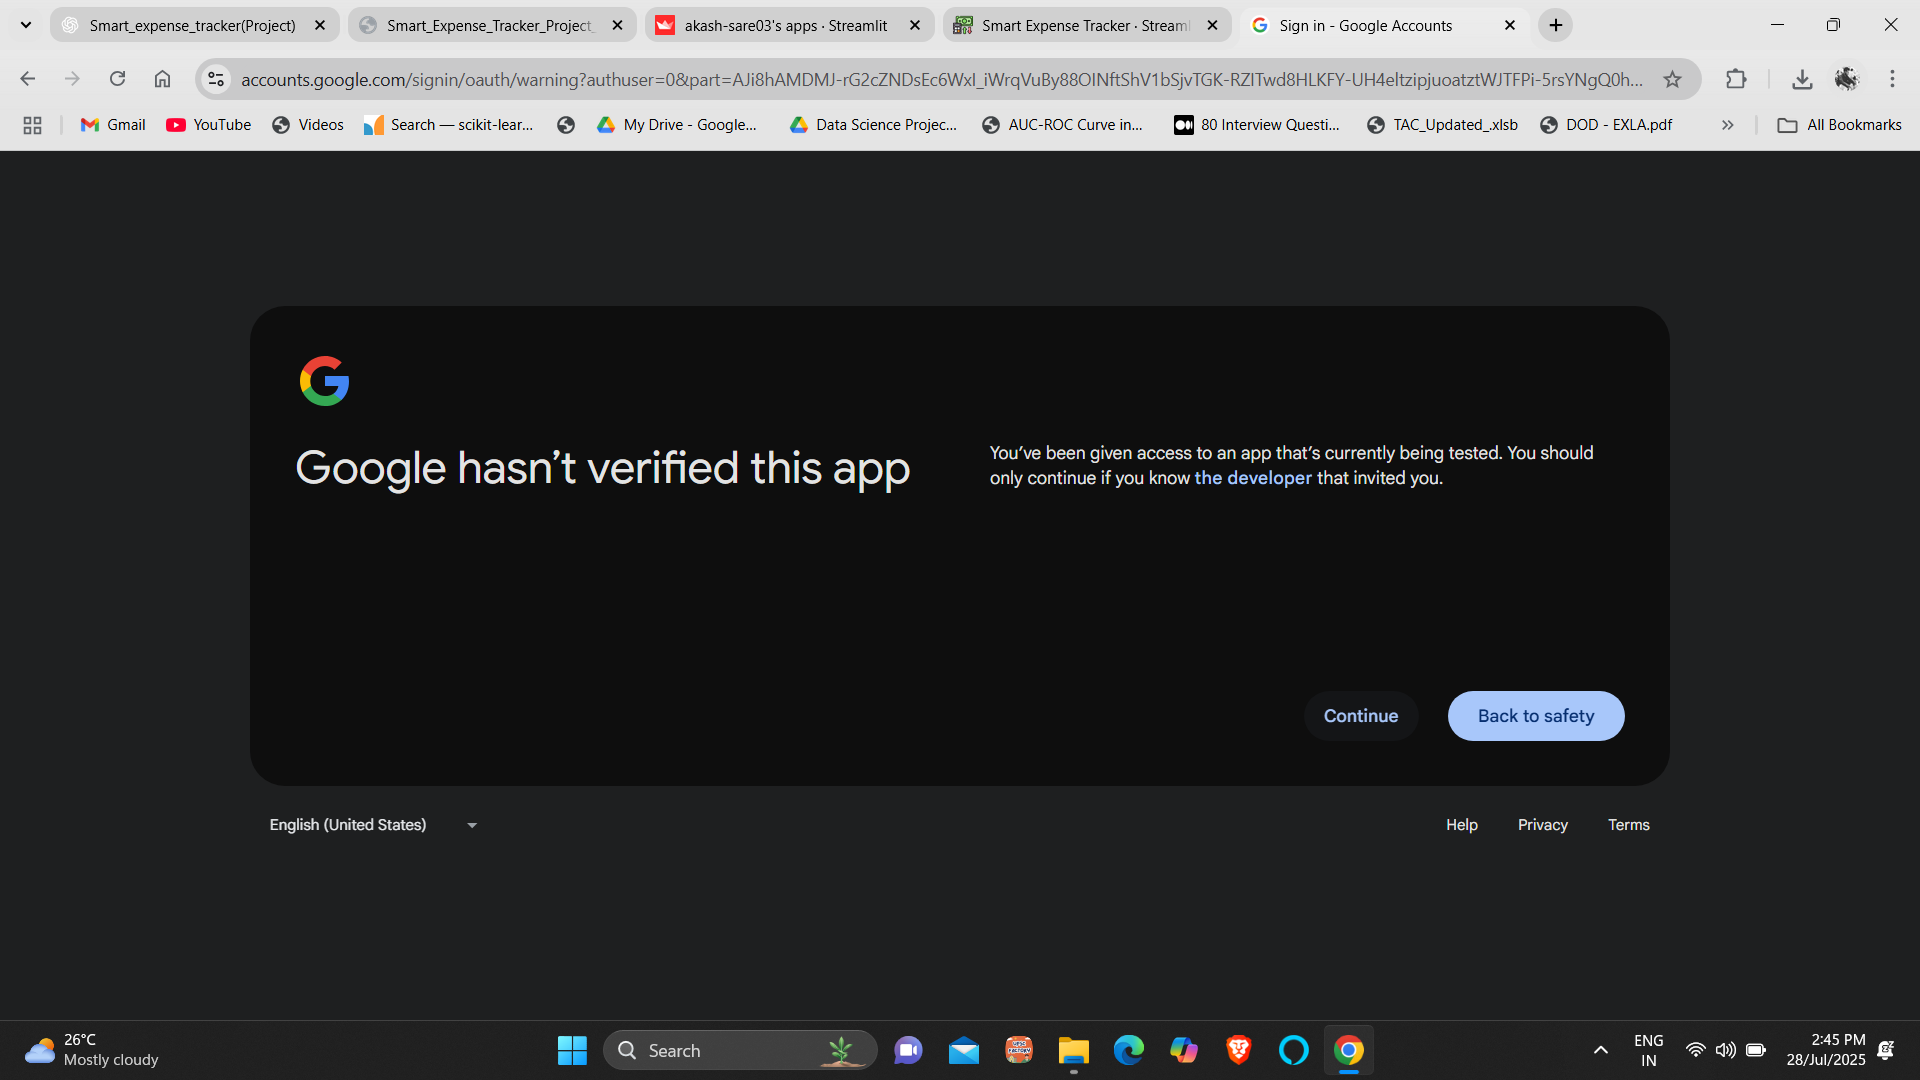 Smart_expense_tracker(Project)
Smart_Expense_Tracker_Project_
akash-sare03's apps · Streamlit
Smart Expense Tracker · Streaml
Sign in - Google Accounts
accounts.google.com/signin/oauth/warning?authuser=0&part=AJi8hAMDMJ-rG2cZNDsEc6WxI_iWrqVuBy88OINftShV1bSjvTGK-RZITwd8HLKFY-UH4eltzipjuoatztWJTFPi-5rsYNgQ0h...
Gmail
YouTube
Videos
Search — scikit-lear...
My Drive - Google...
Data Science Projec...
AUC-ROC Curve in...
80 Interview Questi...
TAC_Updated_.xlsb
DOD - EXLA.pdf
All Bookmarks
Google hasn’t verified this app
You’ve been given access to an app that’s currently being tested. You should
only continue if you know the developer that invited you.
Continue
Back to safety
English (United States)
Help
Privacy
Terms
26°C
Mostly cloudy
Search
ENG
IN
2:45 PM
28/Jul/2025